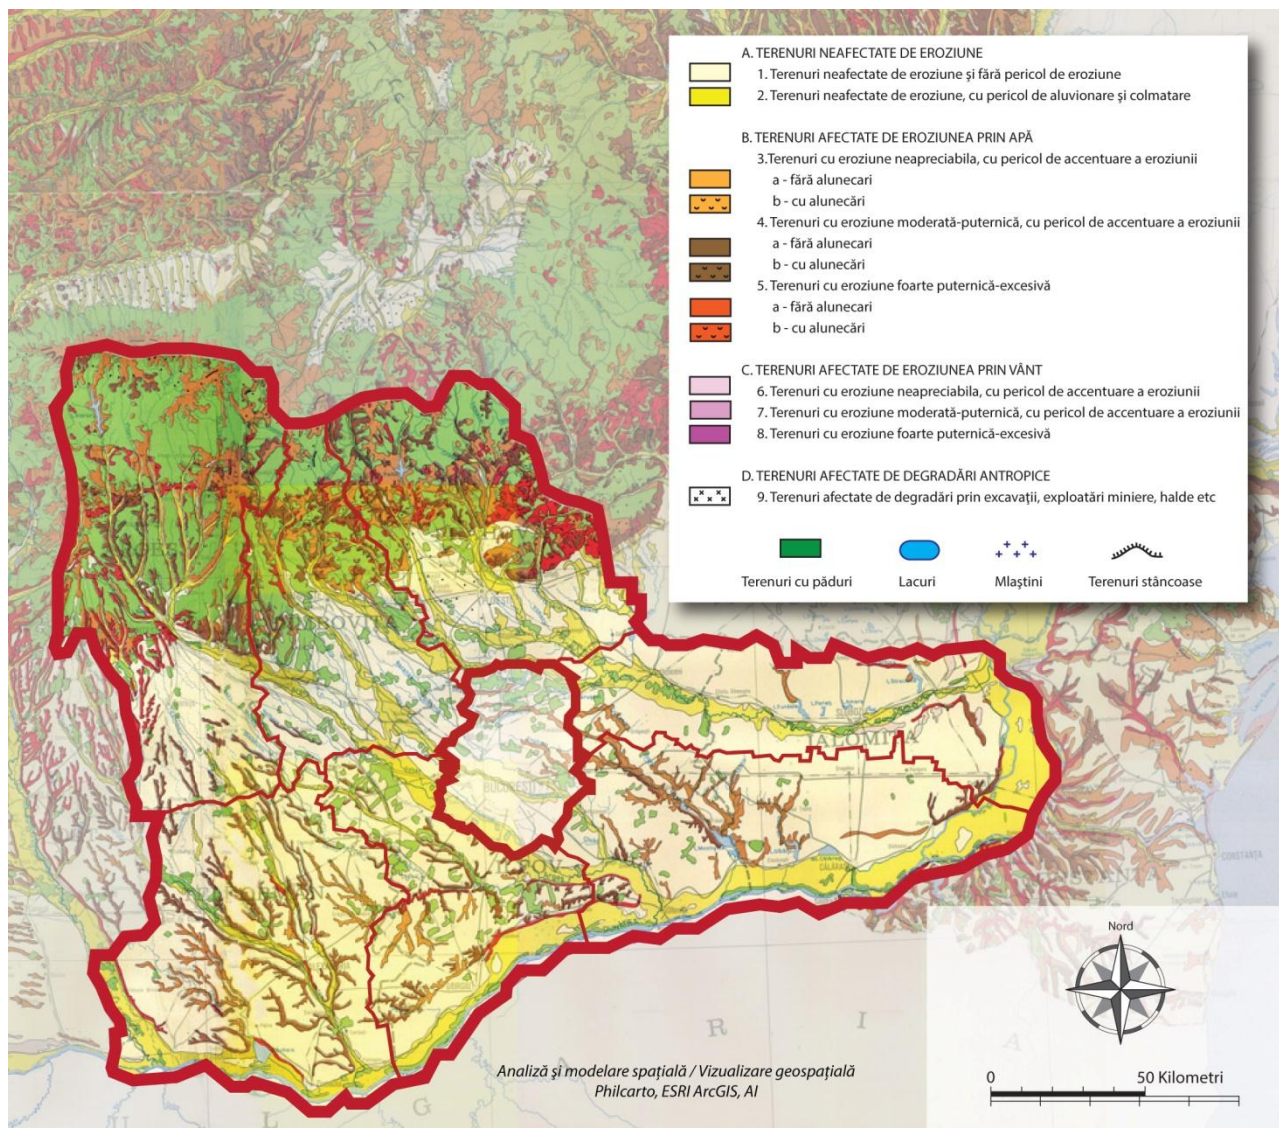 A. TERENURI NEAFECTATE DE EROZIUNE
1. Terenuri neafectate de eroziune şi fără pericol de eroziune
2. Terenuri neafectate de eroziune, cu pericol de aluvionare şi colmatare
B. TERENURI AFECTATE DE EROZIUNEA PRIN APĂ
3.Terenuri cu eroziune neapreciabila, cu pericol de accentuare a eroziunii
a - fără alunecari
b - cu alunecări
4. Terenuri cu eroziune moderată-puternică, cu pericol de accentuare a eroziunii
a - fără alunecari
b - cu alunecări
5. Terenuri cu eroziune foarte puternică-excesivă
a - fără alunecari
b - cu alunecări
C. TERENURI AFECTATE DE EROZIUNEA PRIN VÂNT
6. Terenuri cu eroziune neapreciabila, cu pericol de accentuare a eroziunii
7. Terenuri cu eroziune moderată-puternică, cu pericol de accentuare a eroziunii
8. Terenuri cu eroziune foarte puternică-excesivă
D. TERENURI AFECTATE DE DEGRADĂRI ANTROPICE
9. Terenuri afectate de degradări prin excavaţii, exploatări miniere, halde etc
Terenuri cu păduri
Lacuri
Mlaştini
Terenuri stâncoase
IALOMIŢA
BUCUREŞTI
CĂLĂRAŞI
CONSTANŢA
Nord
R I A
Analiză şi modelare spaţială / Vizualizare geospaţială
Philcarto, ESRI ArcGIS, AI
0 50 Kilometri
U L G